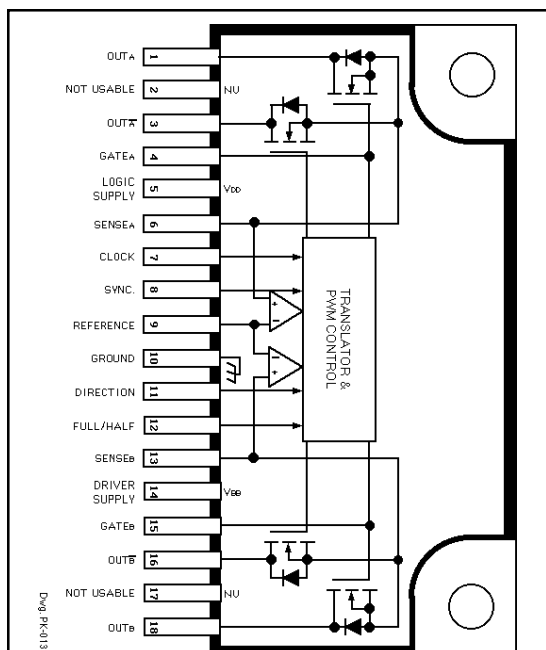 OUTA 1
NOT USABLE 2 NU
OUTA̅ 3
GATEA 4
LOGIC
SUPPLY 5 VDD
SENSEA 6
CLOCK 7
SYNC. 8
REFERENCE 9
GROUND 10
DIRECTION 11
FULL/HALF 12
SENSEB 13
DRIVER
SUPPLY 14 VBB
GATEB 15
OUTB̅ 16
NOT USABLE 17 NU
OUTB 18
+
−
−
+
TRANSLATOR &
PWM CONTROL
Dwg. PK-013